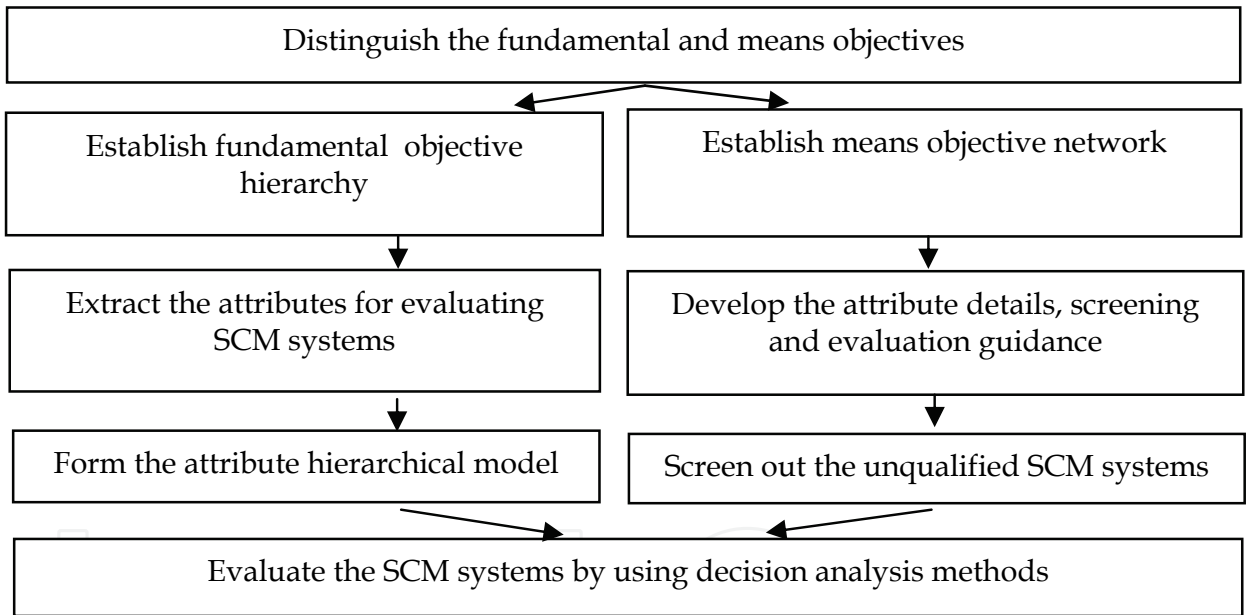 Distinguish the fundamental and means objectives
Establish fundamental objective
hierarchy
Establish means objective network
Extract the attributes for evaluating
SCM systems
Develop the attribute details, screening
and evaluation guidance
Form the attribute hierarchical model
Screen out the unqualified SCM systems
Evaluate the SCM systems by using decision analysis methods